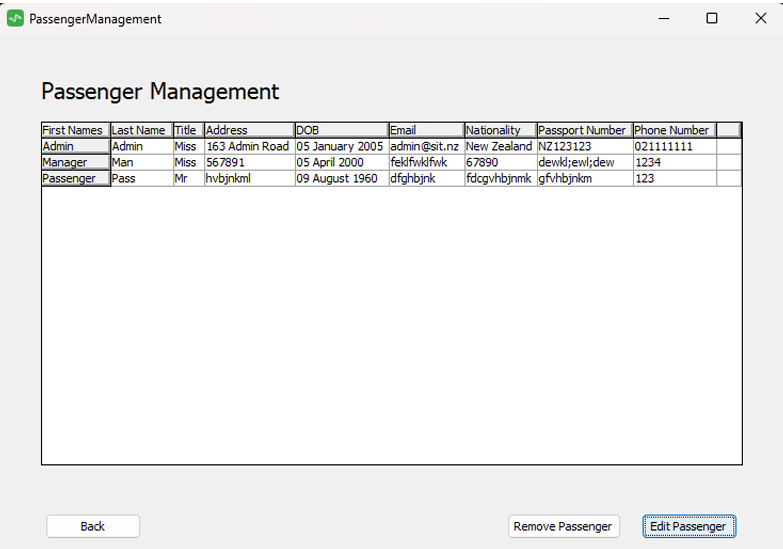 PassengerManagement
Passenger Management
First Names Last Name Title Address DOB Email Nationality Passport Number Phone Number
Admin Admin Miss 163 Admin Road 05 January 2005 admin@sit.nz New Zealand NZ123123 021111111
Manager Man Miss 567891 05 April 2000 feklfwklfwk 67890 dewkl;ewl;dew 1234
Passenger Pass Mr hvbjnkml 09 August 1960 dfghbjnk fdcgvhbjnmk gfvhbjnkm 123
Back Remove Passenger Edit Passenger